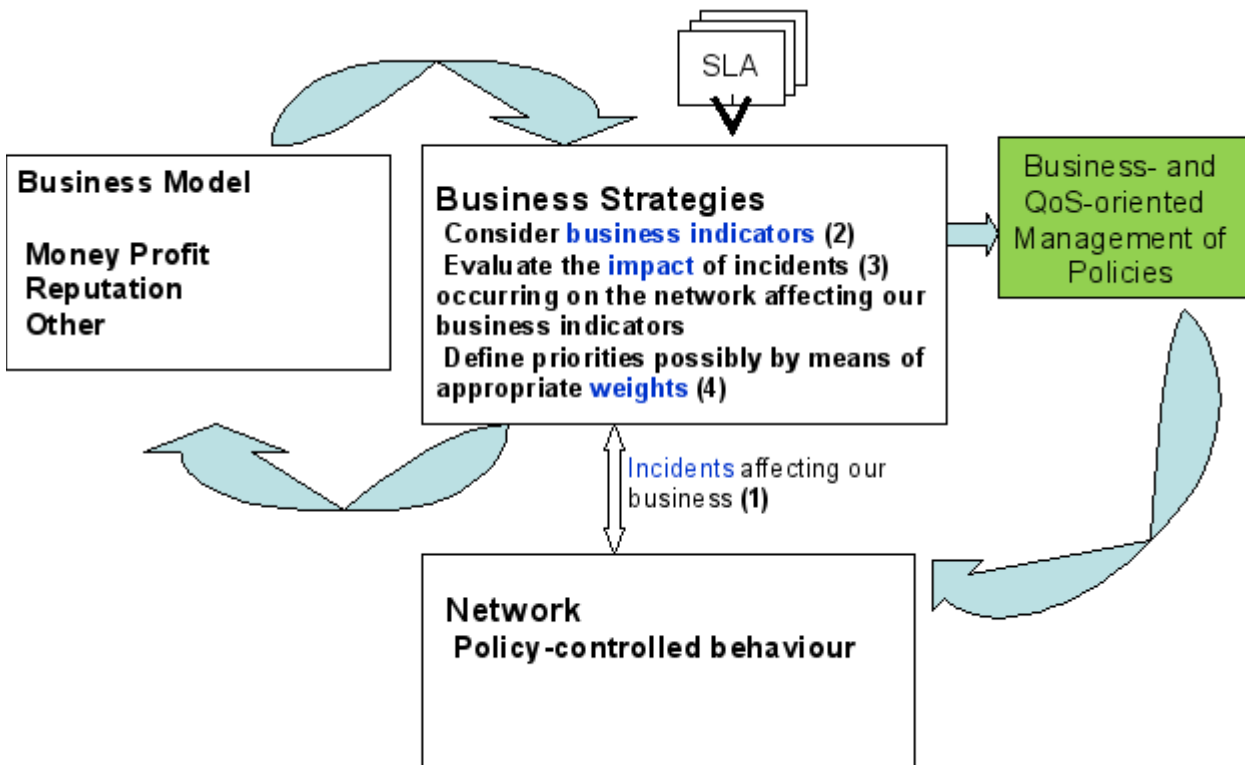 SLA
Business Model
Money Profit
Reputation
Other
Business Strategies
Consider business indicators (2)
Evaluate the impact of incidents (3)
occurring on the network affecting our
business indicators
Define priorities possibly by means of
appropriate weights (4)
Business- and
QoS-oriented
Management of
Policies
Incidents affecting our
business (1)
Network
Policy-controlled behaviour